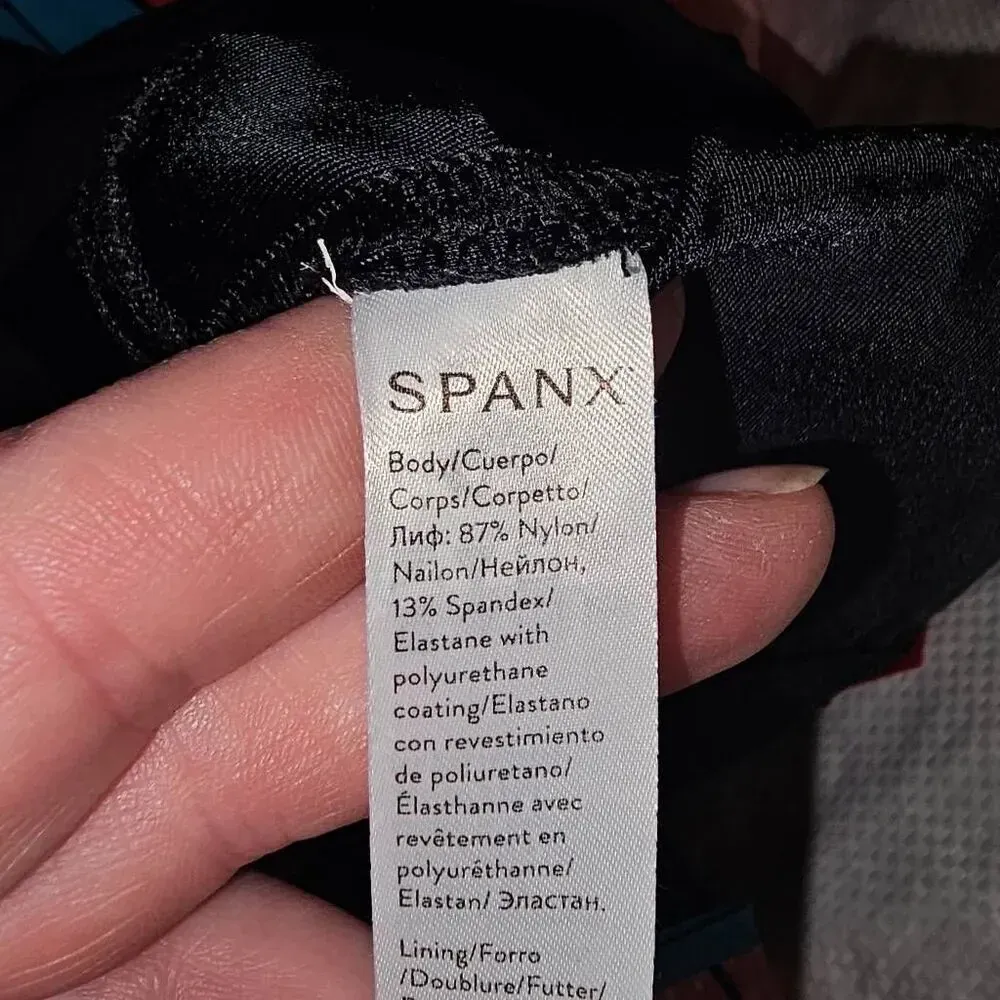 SPANX
Body/Cuerpo/
Corps/Corpetto/
Лиф: 87% Nylon/
Nailon/Нейлон,
13% Spandex/
Elastane with
polyurethane
coating/Elastano
con revestimiento
de poliuretano/
Élasthanne avec
revêtement en
polyuréthanne/
Elastan/ Эластан.
Lining/Forro
/Doublure/Futter/